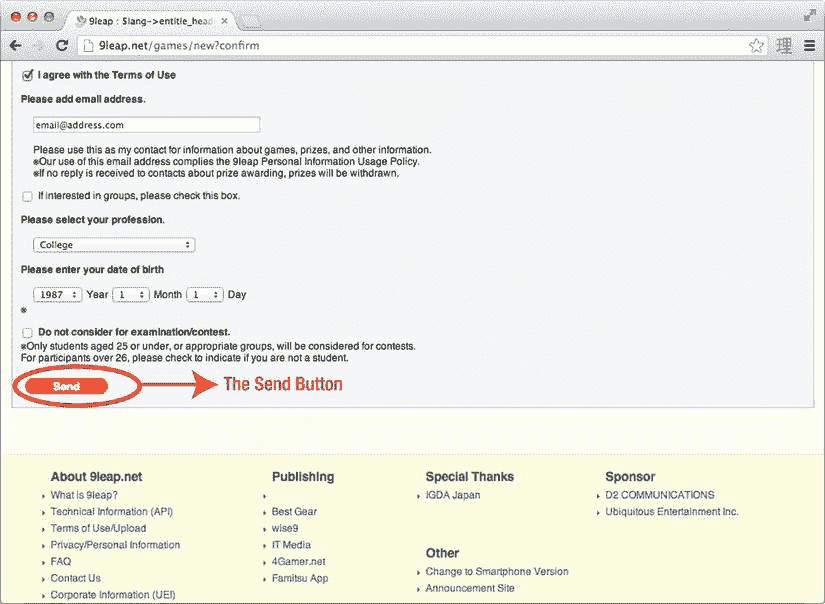 9leap : $lang->entitle_head
9leap.net/games/new?confirm
I agree with the Terms of Use
Please add email address.
email@address.com
Please use this as my contact for information about games, prizes, and other information.
※Our use of this email address complies the 9leap Personal Information Usage Policy.
※If no reply is received to contacts about prize awarding, prizes will be withdrawn.
If interested in groups, please check this box.
Please select your profession.
College
Please enter your date of birth
1987 Year 1 Month 1 Day
※
Do not consider for examination/contest.
※Only students aged 25 or under, or appropriate groups, will be considered for contests.
For participants over 26, please check to indicate if you are not a student.
Send
The Send Button
About 9leap.net
What is 9leap?
Technical Information (API)
Terms of Use/Upload
Privacy/Personal Information
FAQ
Contact Us
Corporate Information (UEI)
Publishing
Best Gear
wise9
IT Media
4Gamer.net
Famitsu App
Special Thanks
IGDA Japan
Other
Change to Smartphone Version
Announcement Site
Sponsor
D2 COMMUNICATIONS
Ubiquitous Entertainment Inc.